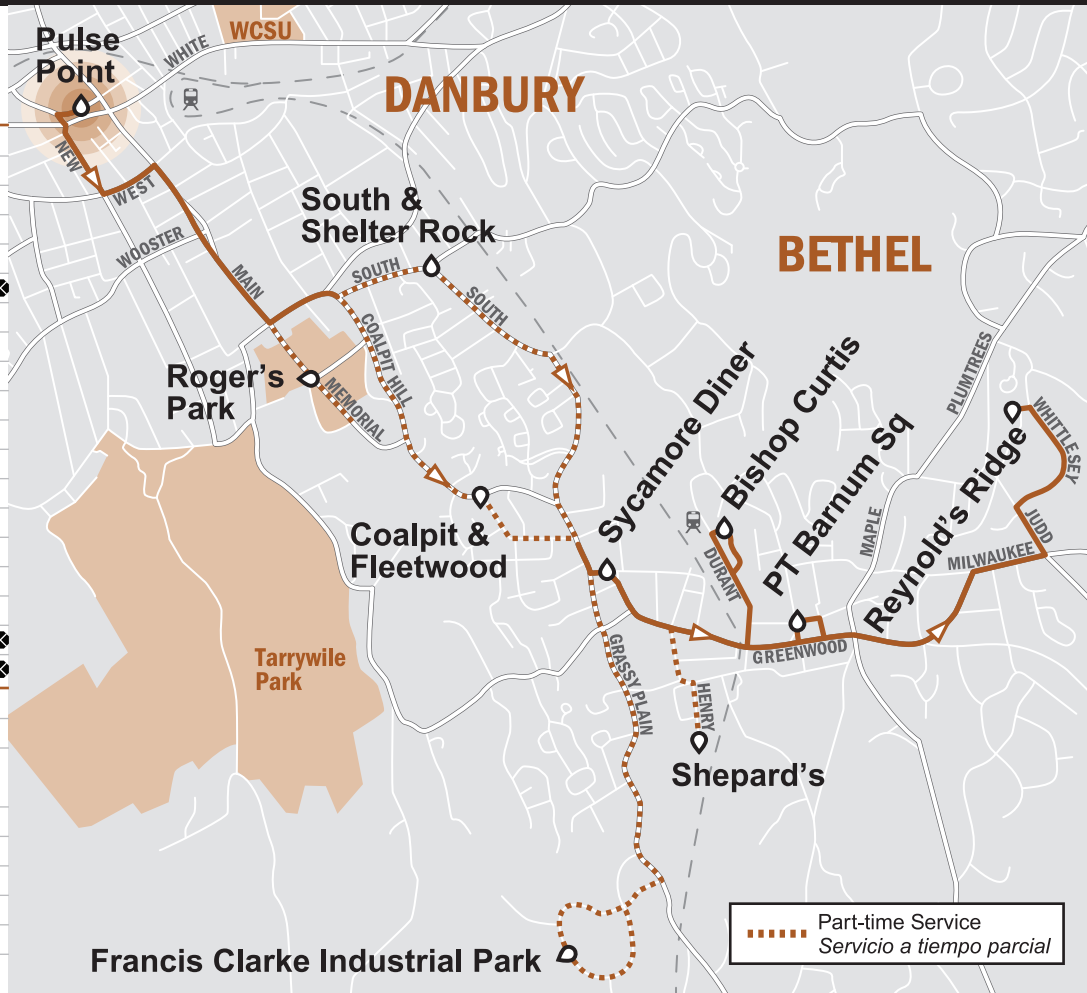 WCSU
Pulse
Point
WHITE
DANBURY
NEW
WEST
WOOSTER
MAIN
South &
Shelter Rock
SOUTH
SOUTH
BETHEL
COALPIT HILL
Roger's
Park
MEMORIAL
PLUMTREES
Sycamore Diner
Bishop Curtis
PT Barnum Sq
Reynold's Ridge
WHITTLESEY
JUDD
MILWAUKEE
MAPLE
DURANT
Coalpit &
Fleetwood
GREENWOOD
Tarrywile
Park
GRASSY PLAIN
HENRY
Shepard's
Francis Clarke Industrial Park
Part-time Service
Servicio a tiempo parcial